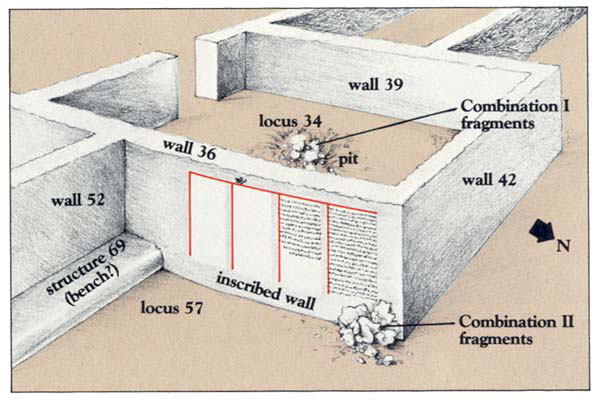 wall 39
Combination I
fragments
locus 34
pit
wall 36
wall 42
wall 52
N
structure 69
(bench?)
inscribed wall
locus 57
Combination II
fragments